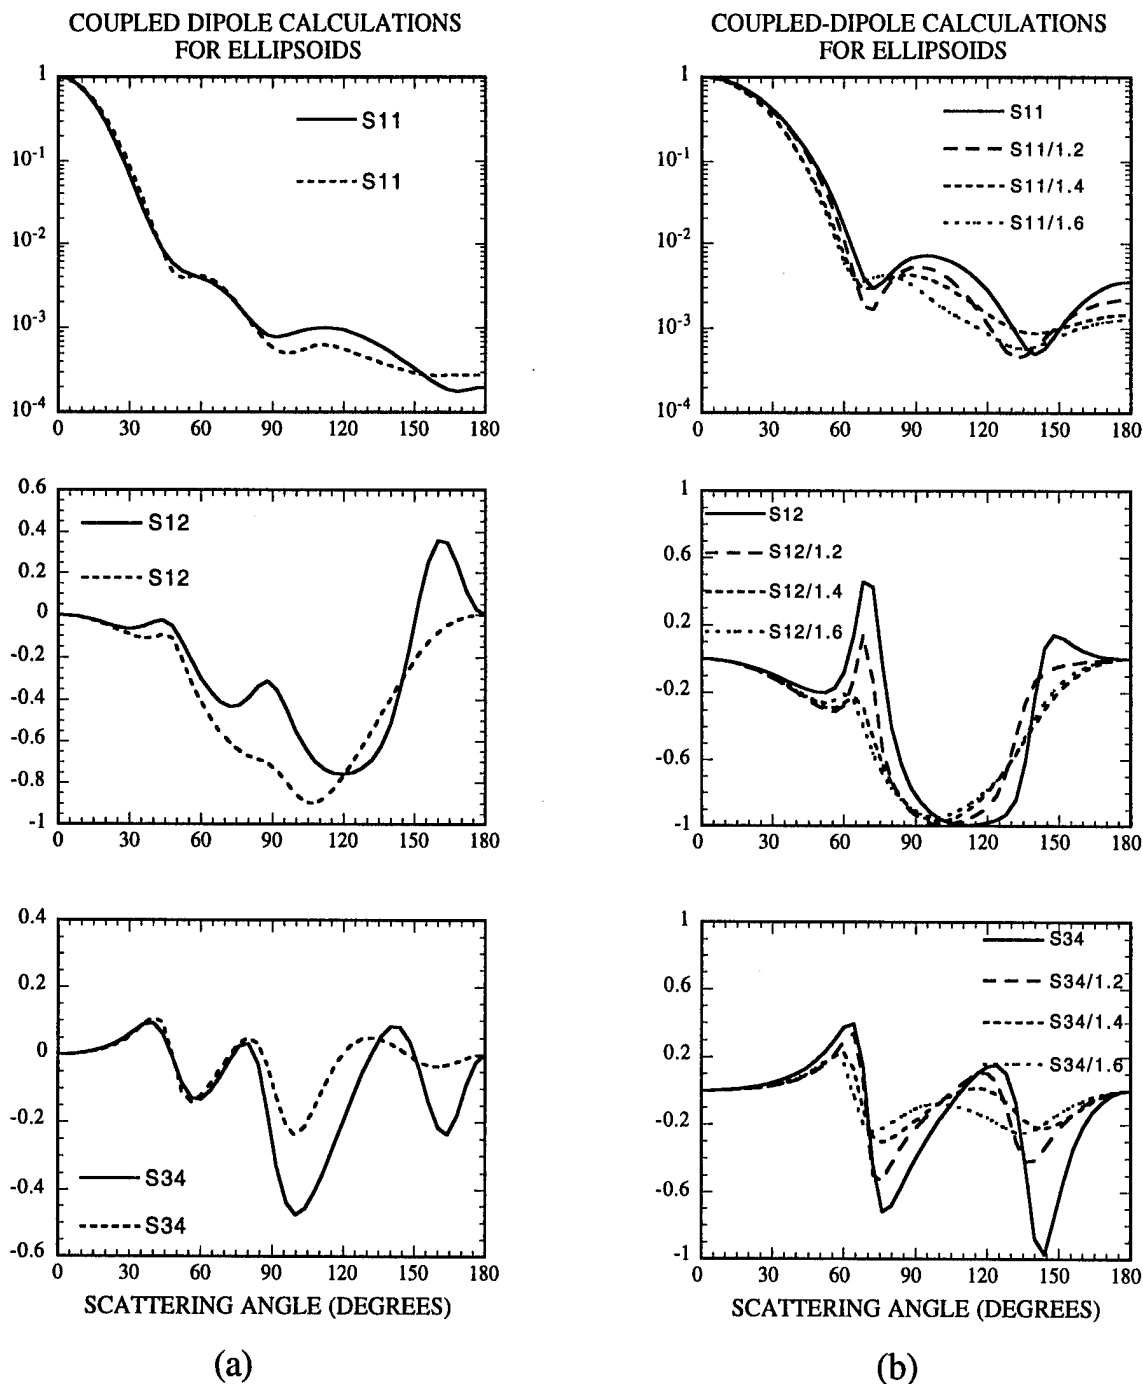 COUPLED DIPOLE CALCULATIONS
FOR ELLIPSOIDS
1
10-1
10-2
10-3
10-4
S11
S11
0 30 60 90 120 150 180
0.6
0.4
0.2
0
-0.2
-0.4
-0.6
-0.8
-1
S12
S12
0 30 60 90 120 150 180
0.4
0.2
0
-0.2
-0.4
-0.6
S34
S34
0 30 60 90 120 150 180
SCATTERING ANGLE (DEGREES)
(a)
COUPLED-DIPOLE CALCULATIONS
FOR ELLIPSOIDS
1
10-1
10-2
10-3
10-4
S11
S11/1.2
S11/1.4
S11/1.6
0 30 60 90 120 150 180
1
0.6
0.2
-0.2
-0.6
-1
S12
S12/1.2
S12/1.4
S12/1.6
0 30 60 90 120 150 180
1
0.6
0.2
-0.2
-0.6
-1
S34
S34/1.2
S34/1.4
S34/1.6
0 30 60 90 120 150 180
SCATTERING ANGLE (DEGREES)
(b)